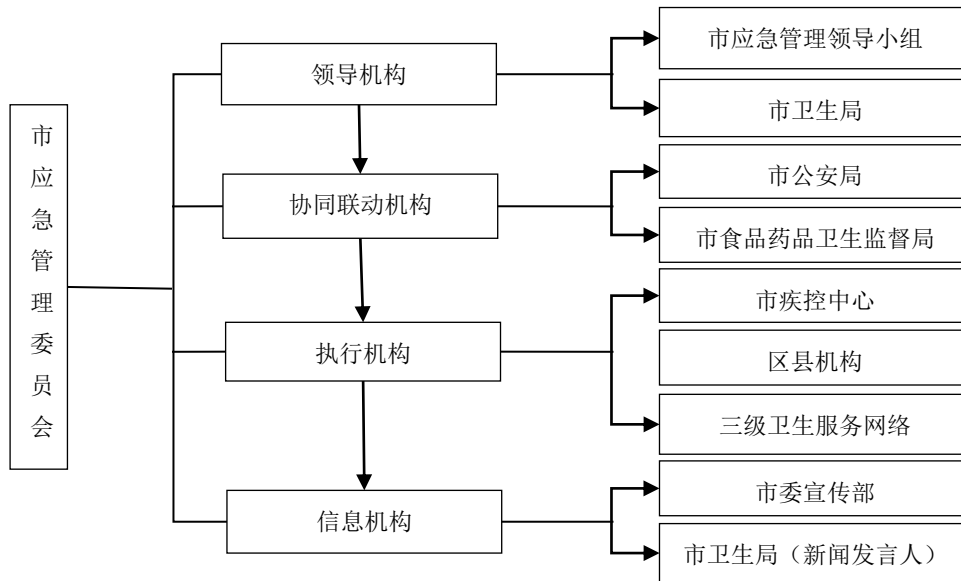 市应急管理委员会
领导机构
市应急管理领导小组
市卫生局
协同联动机构
市公安局
市食品药品卫生监督局
执行机构
市疾控中心
区县机构
三级卫生服务网络
信息机构
市委宣传部
市卫生局（新闻发言人）